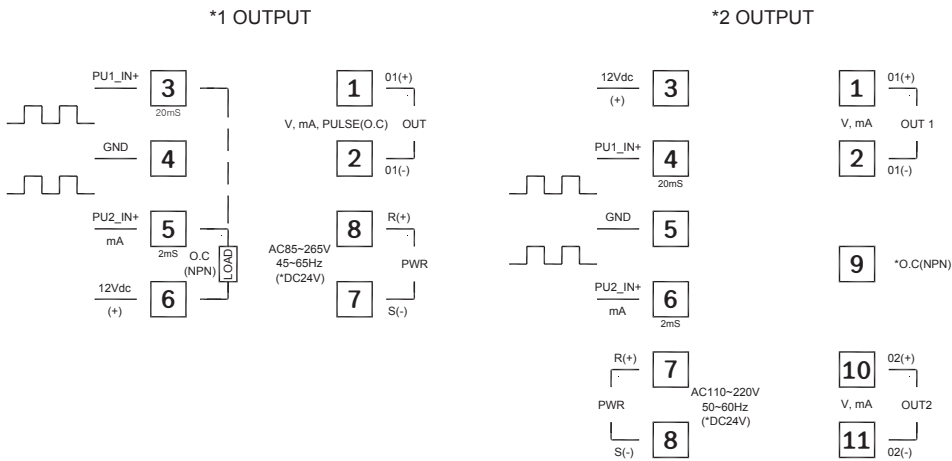 *1 OUTPUT
PU1_IN+
3
20mS
GND
4
PU2_IN+
mA
5
2mS
O.C
(NPN)
LOAD
12Vdc
(+)
6
1
01(+)
V, mA, PULSE(O.C)
OUT
2
01(-)
8
R(+)
AC85~265V
45~65Hz
(*DC24V)
PWR
7
S(-)
*2 OUTPUT
12Vdc
(+)
3
PU1_IN+
4
20mS
GND
5
PU2_IN+
mA
6
2mS
R(+)
7
PWR
AC110~220V
50~60Hz
(*DC24V)
S(-)
8
1
01(+)
V, mA
OUT 1
2
01(-)
9
*O.C(NPN)
10
02(+)
V, mA
OUT2
11
02(-)